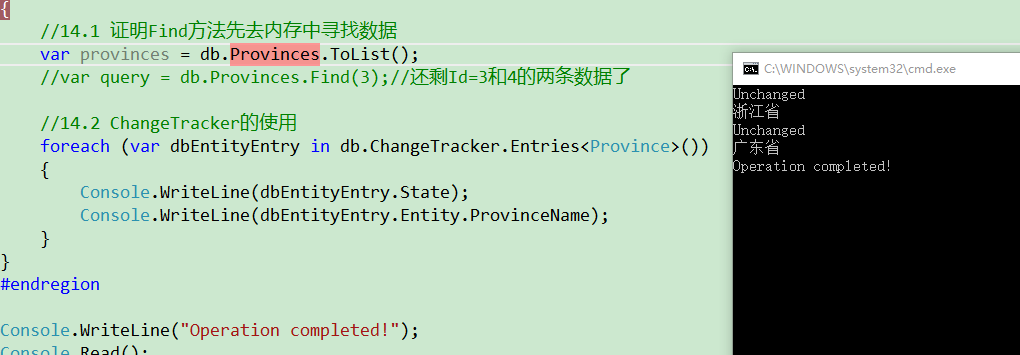 {
//14.1 证明Find方法先去内存中寻找数据
var provinces = db.Provinces.ToList();
//var query = db.Provinces.Find(3);//还剩Id=3和4的两条数据了
//14.2 ChangeTracker的使用
foreach (var dbEntityEntry in db.ChangeTracker.Entries<Province>())
{
Console.WriteLine(dbEntityEntry.State);
Console.WriteLine(dbEntityEntry.Entity.ProvinceName);
}
}
#endregion
Console.WriteLine("Operation completed!");
Console.Read();
C:\WINDOWS\system32\cmd.exe
Unchanged
浙江省
Unchanged
广东省
Operation completed!